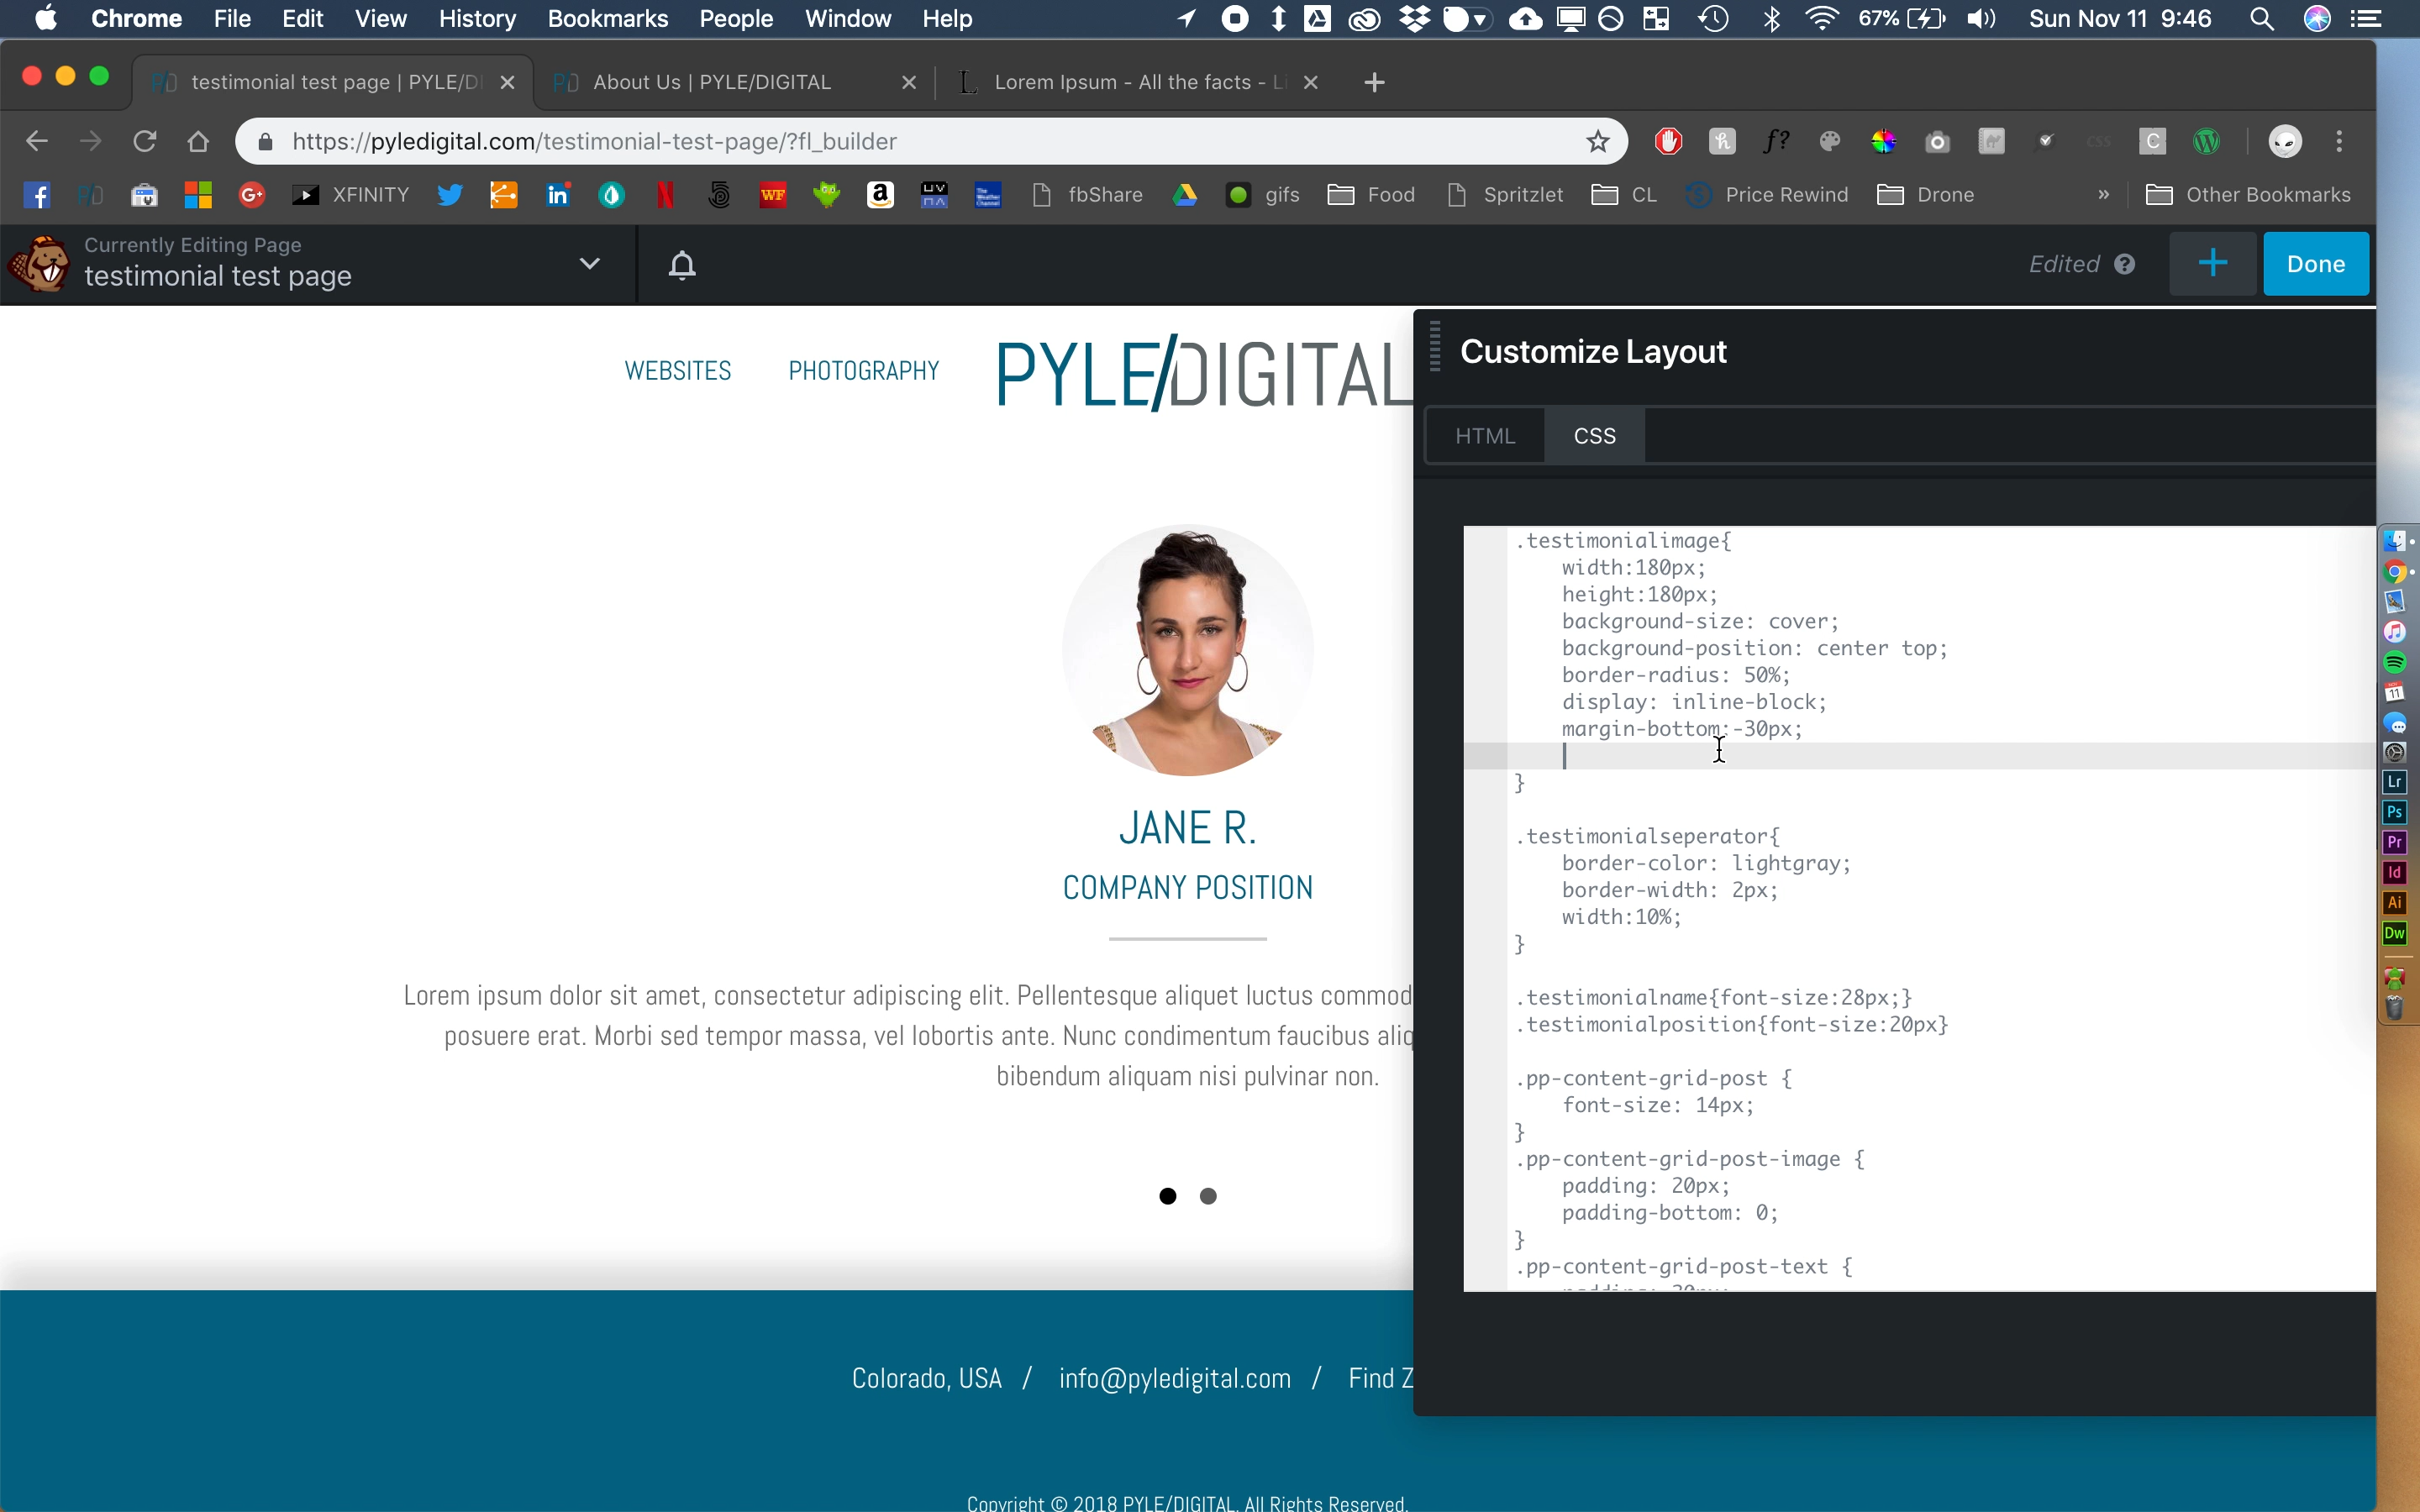 Chrome File Edit View History Bookmarks People Window Help 67% Sun Nov 11 9:46
testimonial test page | PYLE/DI About Us | PYLE/DIGITAL Lorem Ipsum - All the facts - Li
https://pyledigital.com/testimonial-test-page/?fl_builder
XFINITY fbShare gifs Food Spritzlet CL Price Rewind Drone » Other Bookmarks
Currently Editing Page
testimonial test page
Edited Done
WEBSITES PHOTOGRAPHY PYLE/DIGITAL
JANE R.
COMPANY POSITION
Lorem ipsum dolor sit amet, consectetur adipiscing elit. Pellentesque aliquet luctus commod
posuere erat. Morbi sed tempor massa, vel lobortis ante. Nunc condimentum faucibus aliq
bibendum aliquam nisi pulvinar non.
Colorado, USA / info@pyledigital.com / Find Z
Copyright © 2018 PYLE/DIGITAL. All Rights Reserved.
Customize Layout
HTML CSS
.testimonialimage{
width:180px;
height:180px;
background-size: cover;
background-position: center top;
border-radius: 50%;
display: inline-block;
margin-bottom:-30px;
}
.testimonialseperator{
border-color: lightgray;
border-width: 2px;
width:10%;
}
.testimonialname{font-size:28px;}
.testimonialposition{font-size:20px}
.pp-content-grid-post {
font-size: 14px;
}
.pp-content-grid-post-image {
padding: 20px;
padding-bottom: 0;
}
.pp-content-grid-post-text {
Lr
Ps
Pr
Id
Ai
Dw